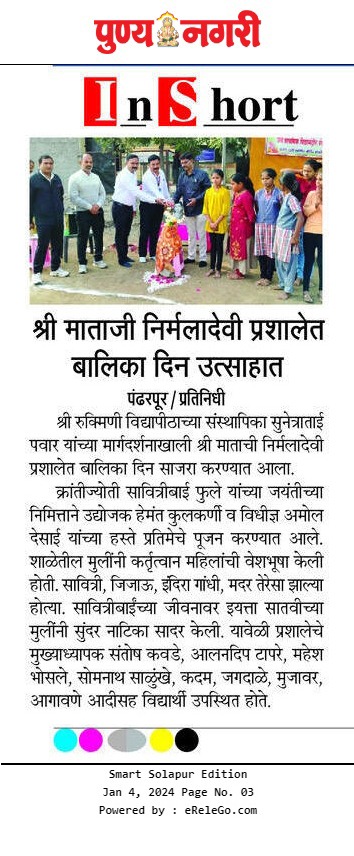 पुण्य नगरी
In Short
श्री माताजी निर्मलादेवी प्रशालेत
बालिका दिन उत्साहात
पंढरपूर / प्रतिनिधी
श्री रुक्मिणी विद्यापीठाच्या संस्थापिका सुनेत्राताई
पवार यांच्या मार्गदर्शनाखाली श्री माताची निर्मलादेवी
प्रशालेत बालिका दिन साजरा करण्यात आला.
क्रांतीज्योती सावित्रीबाई फुले यांच्या जयंतीच्या
निमित्ताने उद्योजक हेमंत कुलकर्णी व विधीज्ञ अमोल
देसाई यांच्या हस्ते प्रतिमेचे पूजन करण्यात आले.
शाळेतील मुलींनी कर्तृत्वान महिलांची वेशभूषा केली
होती. सावित्री, जिजाऊ, इंदिरा गांधी, मदर तेरेसा झाल्या
होत्या. सावित्रीबाईंच्या जीवनावर इयत्ता सातवीच्या
मुलींनी सुंदर नाटिका सादर केली. यावेळी प्रशालेचे
मुख्याध्यापक संतोष कवडे, आलनदिप टापरे, महेश
भोसले, सोमनाथ साळुंखे, कदम, जगदाळे, मुजावर,
आगावणे आदीसह विद्यार्थी उपस्थित होते.
Smart Solapur Edition
Jan 4, 2024 Page No. 03
Powered by : eReleGo.com